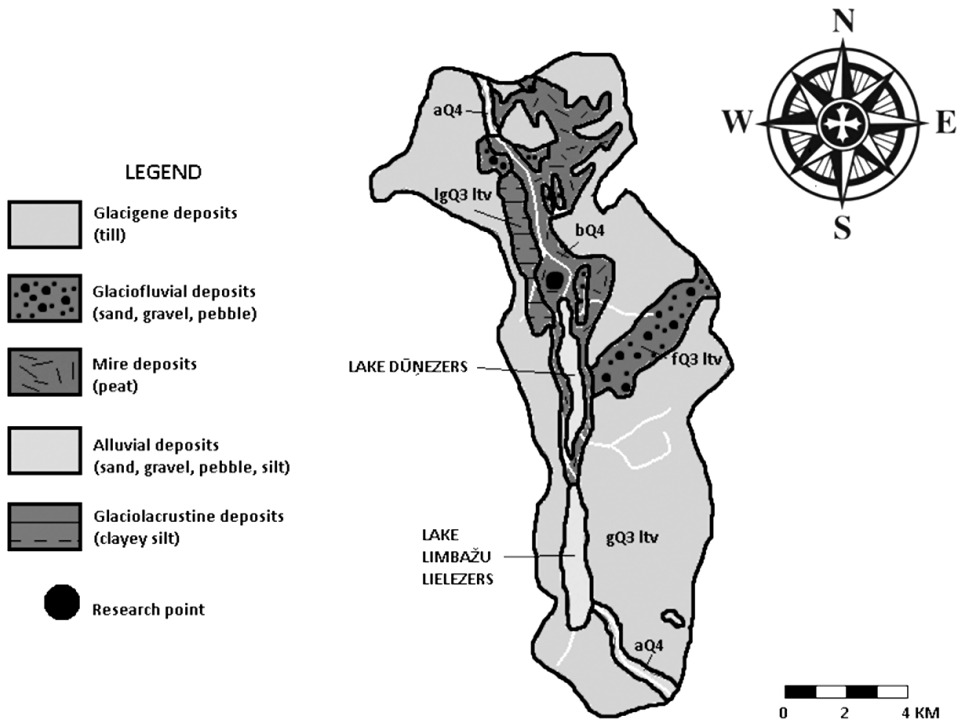 N
W
E
S
LEGEND
Glacigene deposits
(till)
Glaciofluvial deposits
(sand, gravel, pebble)
Mire deposits
(peat)
Alluvial deposits
(sand, gravel, pebble, silt)
Glaciolacrustine deposits
(clayey silt)
Research point
aQ4
lgQ3 ltv
bQ4
LAKE DŪŅEZERS
fQ3 ltv
LAKE
LIMBAŽU
LIELEZERS
gQ3 ltv
aQ4
0 2 4 KM